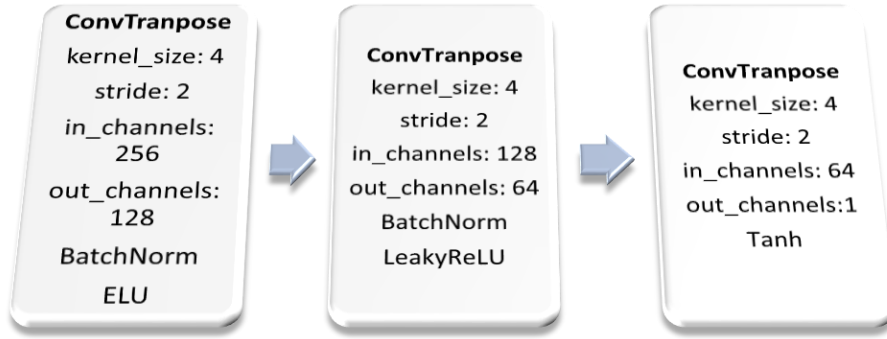 ConvTranpose
kernel_size: 4
stride: 2
in_channels:
256
out_channels:
128
BatchNorm
ELU
ConvTranpose
kernel_size: 4
stride: 2
in_channels: 128
out_channels: 64
BatchNorm
LeakyReLU
ConvTranpose
kernel_size: 4
stride: 2
in_channels: 64
out_channels:1
Tanh